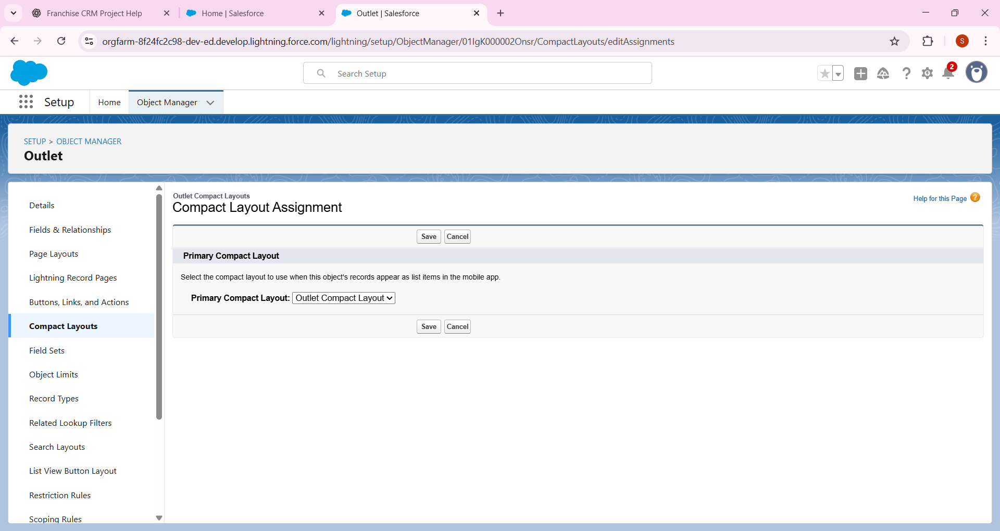 Franchise CRM Project Help
Home | Salesforce
Outlet | Salesforce
orgfarm-8f24fc2c98-dev-ed.develop.lightning.force.com/lightning/setup/ObjectManager/01IgK000002Onsr/CompactLayouts/editAssignments
S
Search Setup
2
Setup
Home
Object Manager
SETUP > OBJECT MANAGER
Outlet
Details
Fields & Relationships
Page Layouts
Lightning Record Pages
Buttons, Links, and Actions
Compact Layouts
Field Sets
Object Limits
Record Types
Related Lookup Filters
Search Layouts
List View Button Layout
Restriction Rules
Scoping Rules
Outlet Compact Layouts
Compact Layout Assignment
Help for this Page ?
Save Cancel
Primary Compact Layout
Select the compact layout to use when this object's records appear as list items in the mobile app.
Primary Compact Layout: Outlet Compact Layout
Save Cancel